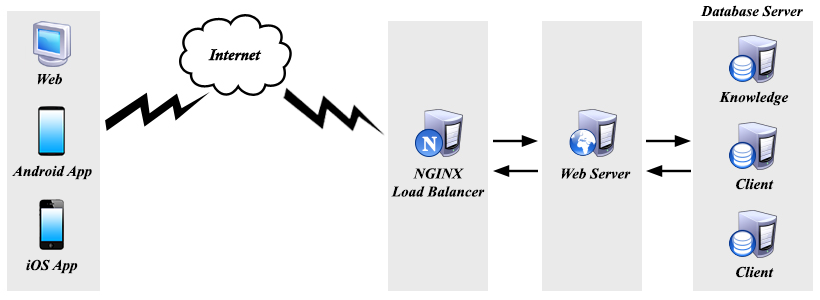 Database Server
Internet
Web
Android App
iOS App
N
NGINX
Load Balancer
Web Server
Knowledge
Client
Client